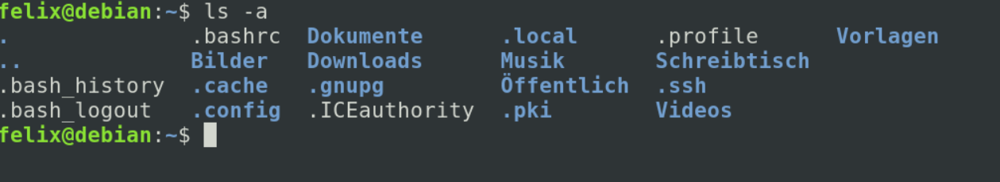 felix@debian:~$ ls -a
. .bashrc Dokumente .local .profile Vorlagen
.. Bilder Downloads Musik Schreibtisch
.bash_history .cache .gnupg Öffentlich .ssh
.bash_logout .config .ICEauthority .pki Videos
felix@debian:~$